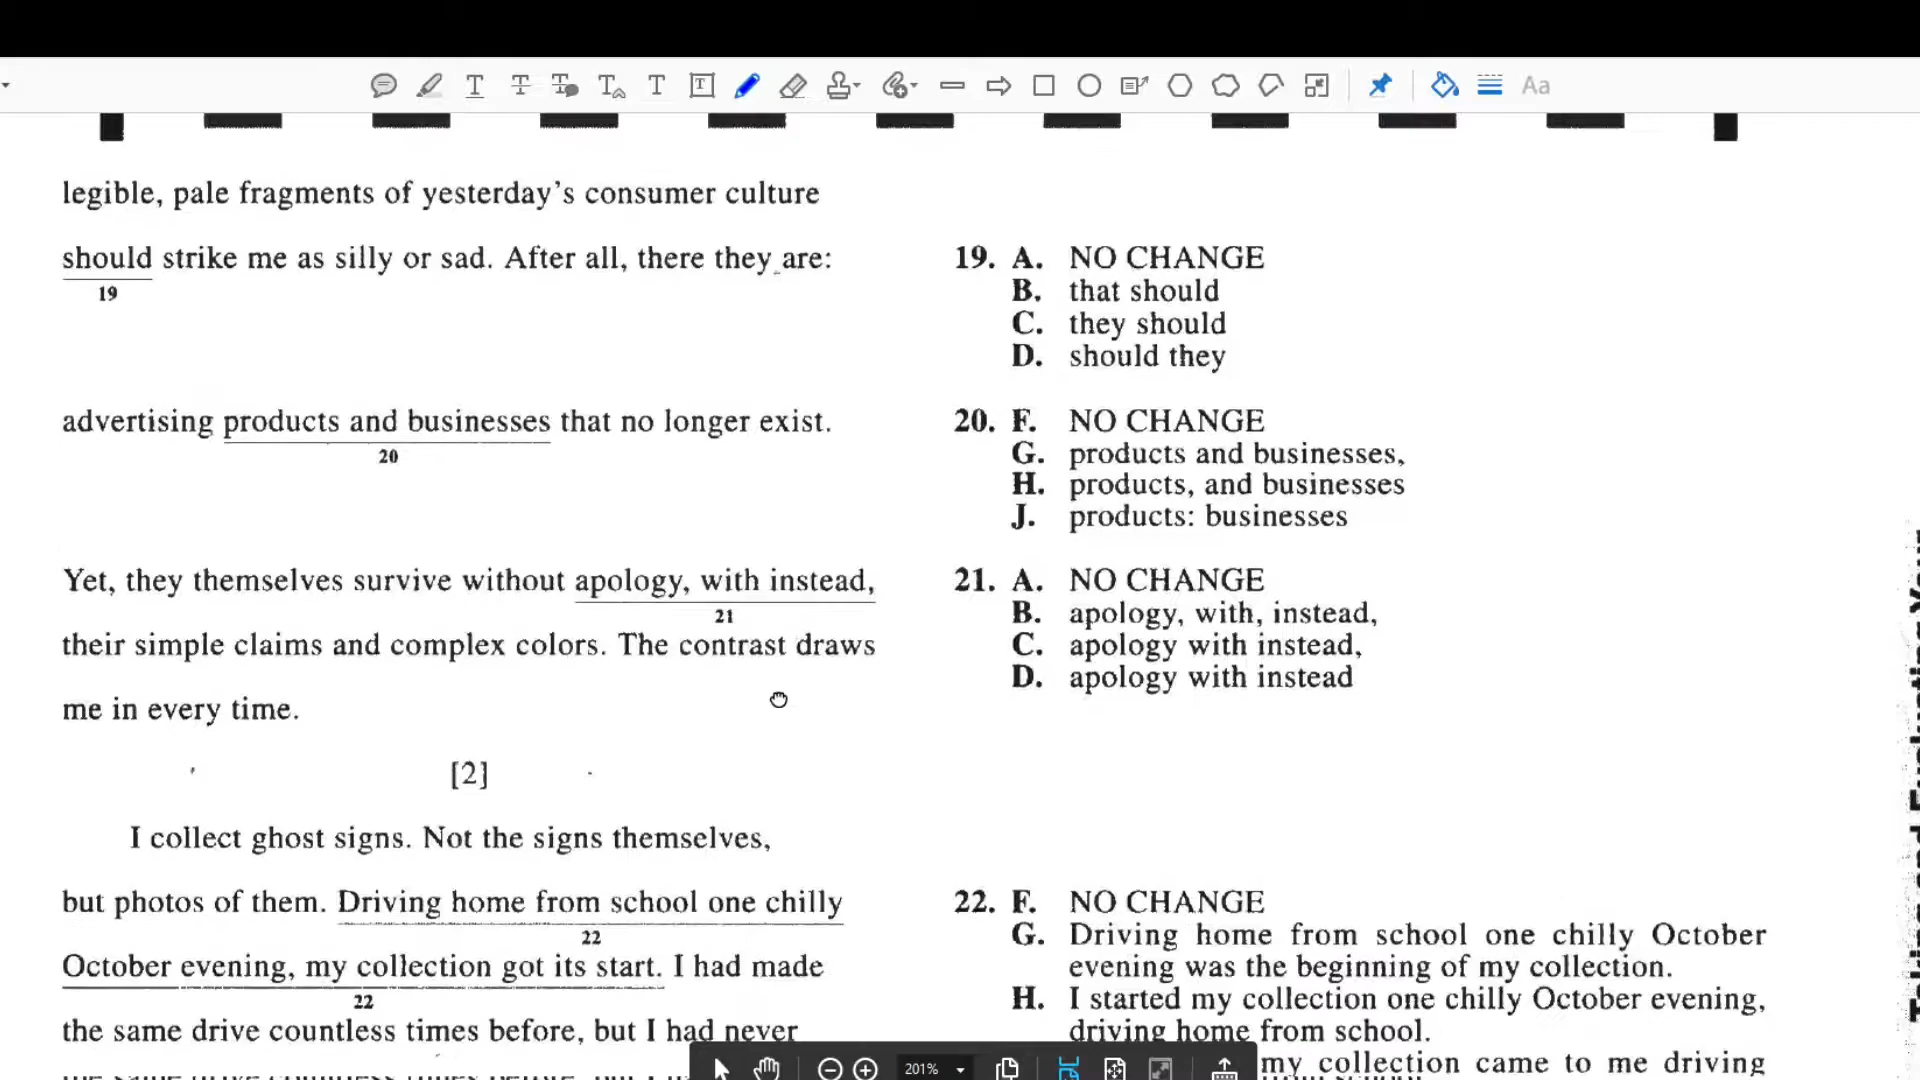 legible, pale fragments of yesterday's consumer culture
should strike me as silly or sad. After all, there they are:
19
advertising products and businesses that no longer exist.
20
Yet, they themselves survive without apology, with instead,
21
their simple claims and complex colors. The contrast draws
me in every time.
[2]
I collect ghost signs. Not the signs themselves,
but photos of them. Driving home from school one chilly
22
October evening, my collection got its start. I had made
22
the same drive countless times before, but I had never
19. A. NO CHANGE
B. that should
C. they should
D. should they
20. F. NO CHANGE
G. products and businesses,
H. products, and businesses
J. products: businesses
21. A. NO CHANGE
B. apology, with, instead,
C. apology with instead,
D. apology with instead
22. F. NO CHANGE
G. Driving home from school one chilly October
evening was the beginning of my collection.
H. I started my collection one chilly October evening,
driving home from school.
my collection came to me driving
201%
Aa